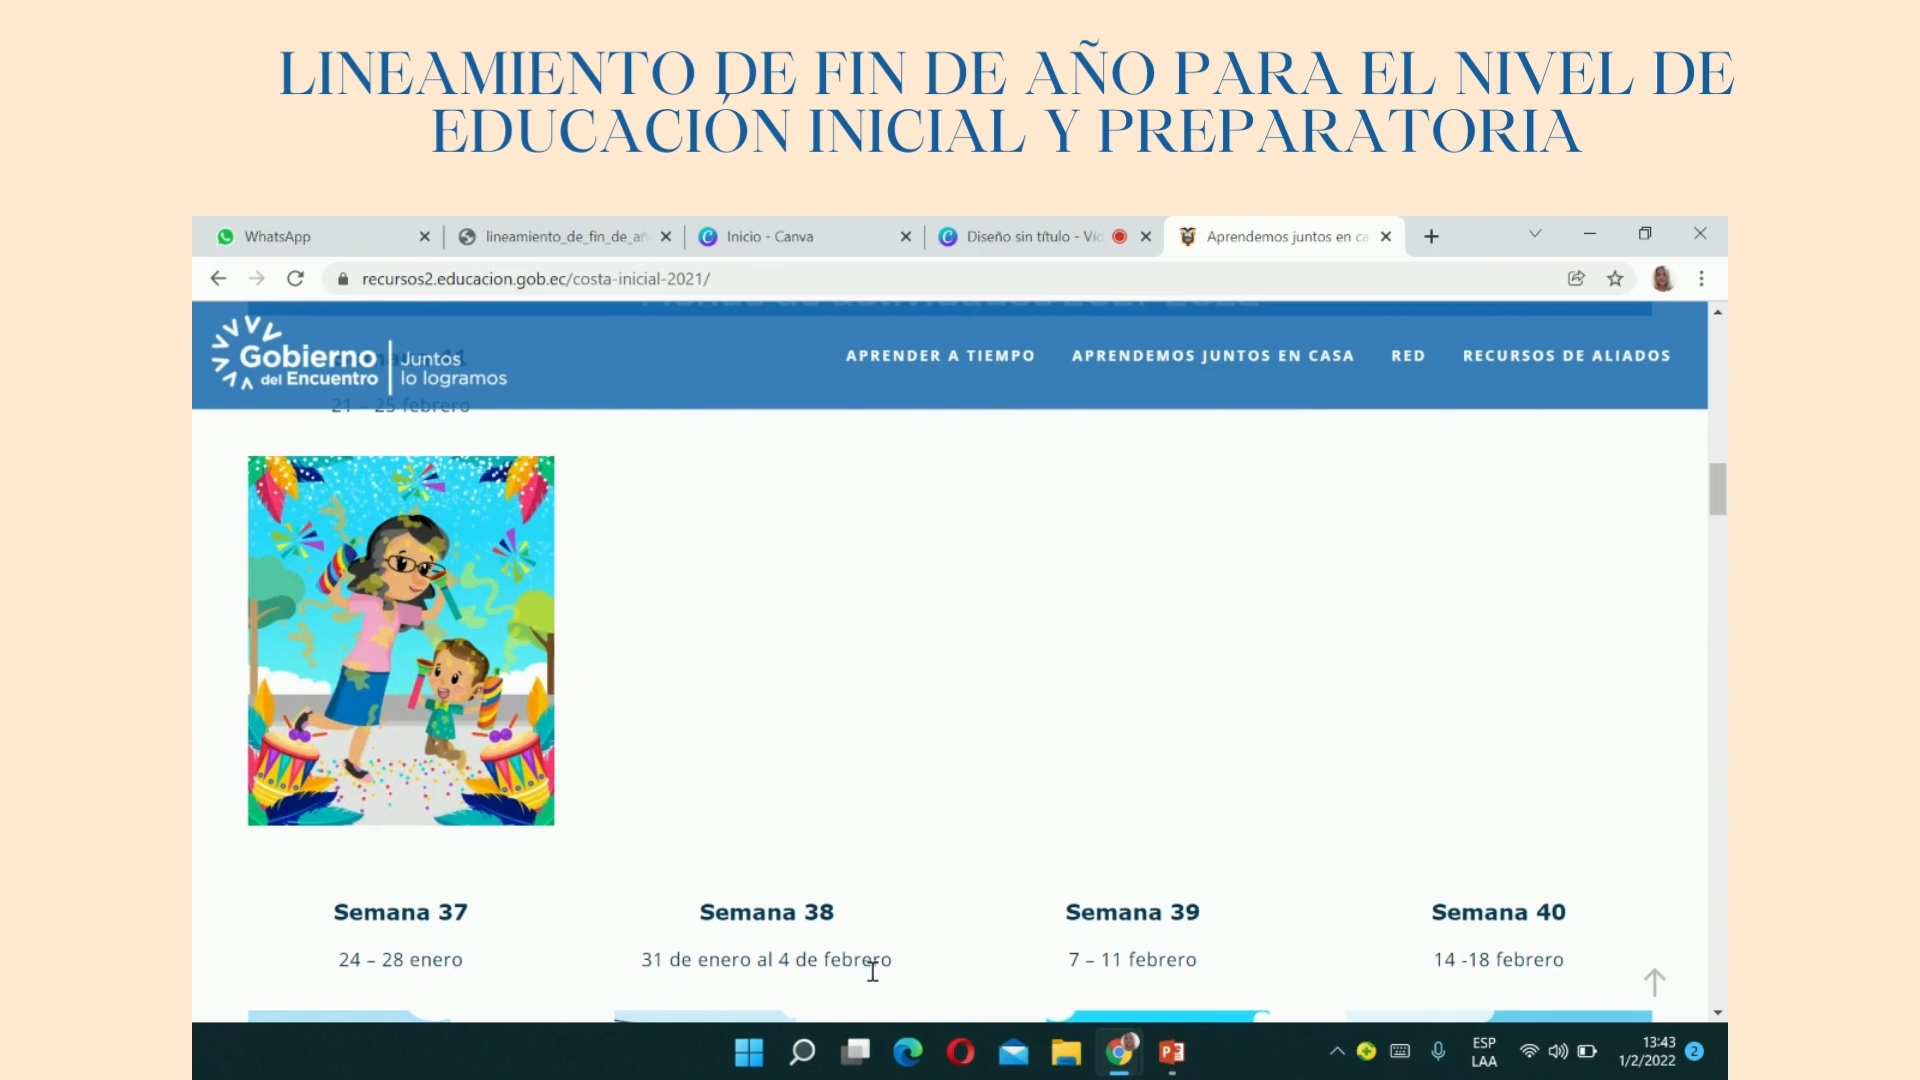 LINEAMIENTO DE FIN DE AÑO PARA EL NIVEL DE
EDUCACIÓN INICIAL Y PREPARATORIA
WhatsApp
lineamiento_de_fin_de_añ
Inicio - Canva
Diseño sin título - Víd
Aprendemos juntos en ca
recursos2.educacion.gob.ec/costa-inicial-2021/
Gobierno
del Encuentro
Juntos
lo logramos
APRENDER A TIEMPO
APRENDEMOS JUNTOS EN CASA
RED
RECURSOS DE ALIADOS
21 – 25 febrero
Semana 37
Semana 38
Semana 39
Semana 40
24 – 28 enero
31 de enero al 4 de febrero
7 – 11 febrero
14 -18 febrero
ESP
LAA
13:43
1/2/2022
2